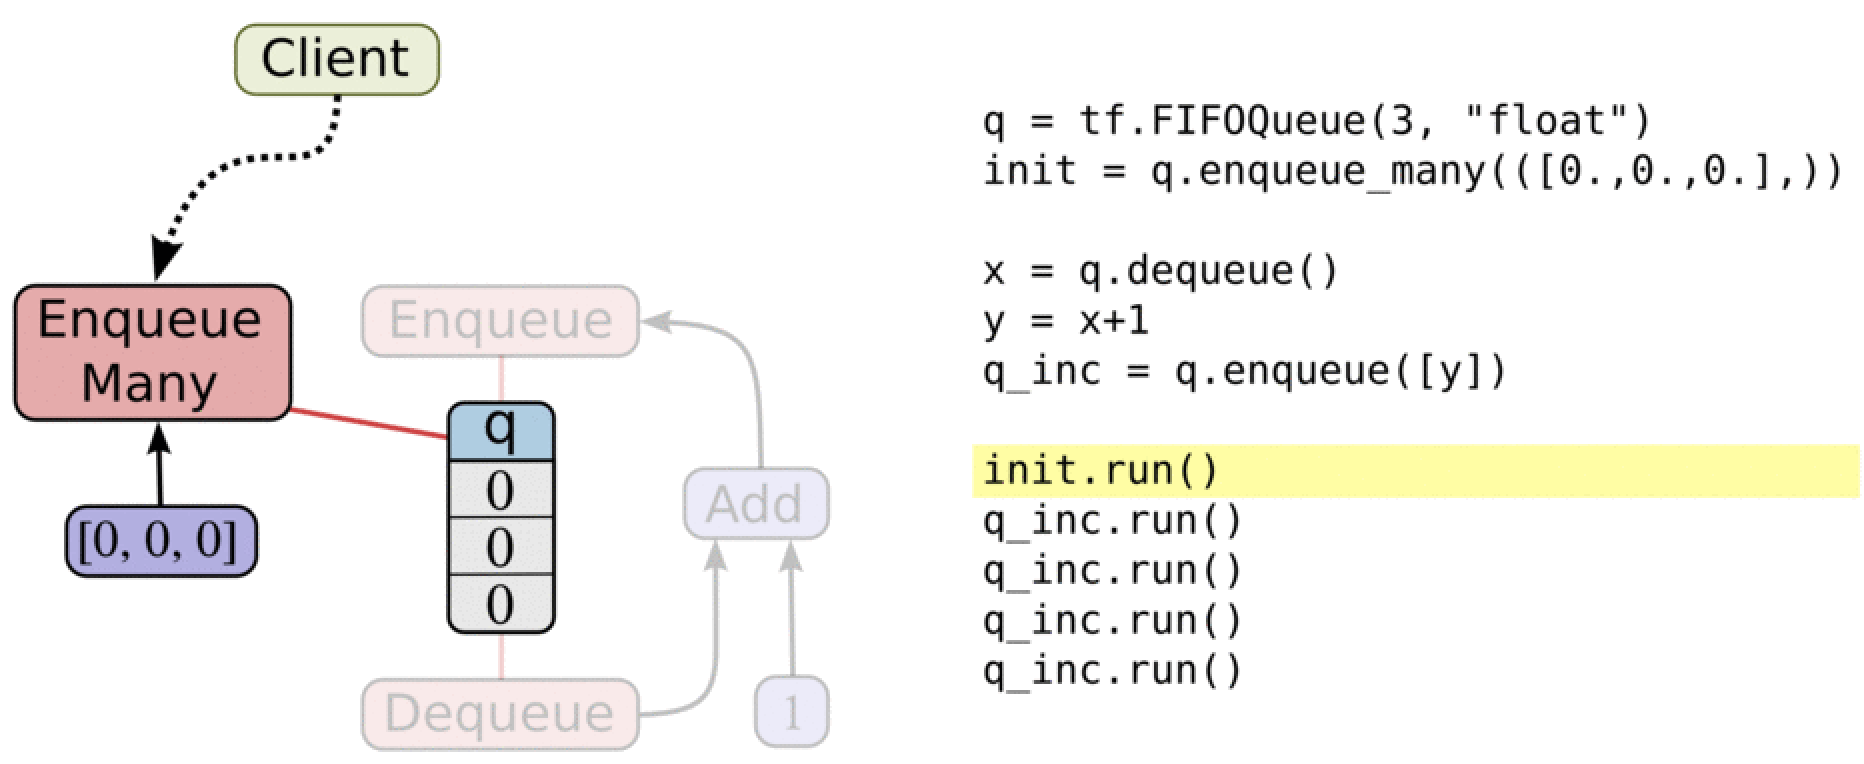 Client
Enqueue
Many
[0, 0, 0]
Enqueue
q
0
0
0
Add
Dequeue
1
q = tf.FIFOQueue(3, "float")
init = q.enqueue_many(([0.,0.,0.],))
x = q.dequeue()
y = x+1
q_inc = q.enqueue([y])
init.run()
q_inc.run()
q_inc.run()
q_inc.run()
q_inc.run()